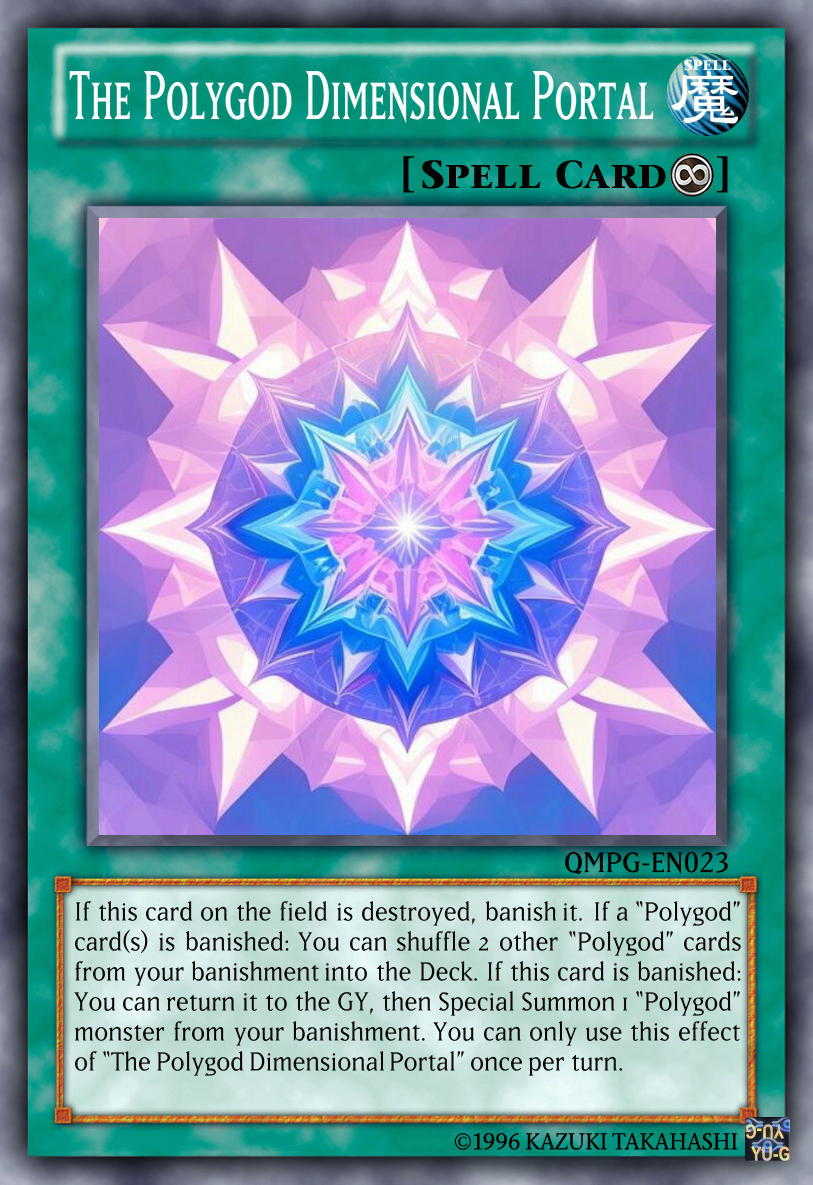 The Polygod Dimensional Portal
SPELL
魔
[Spell Card∞]
QMPG-EN023
If this card on the field is destroyed, banish it. If a "Polygod"
card(s) is banished: You can shuffle 2 other "Polygod" cards
from your banishment into the Deck. If this card is banished:
You can return it to the GY, then Special Summon 1 "Polygod"
monster from your banishment. You can only use this effect
of "The Polygod Dimensional Portal" once per turn.
©1996 KAZUKI TAKAHASHI
YU-G
YU-G